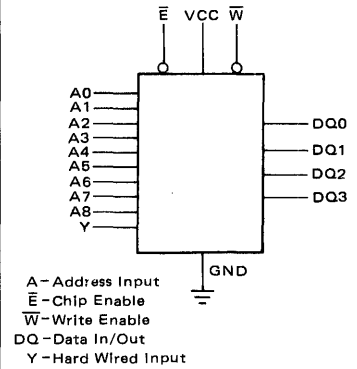 E̅ VCC W̅
A0
A1
A2
A3
A4
A5
A6
A7
A8
Y
DQ0
DQ1
DQ2
DQ3
GND
A–Address Input
E̅–Chip Enable
W̅–Write Enable
DQ–Data In/Out
Y–Hard Wired Input